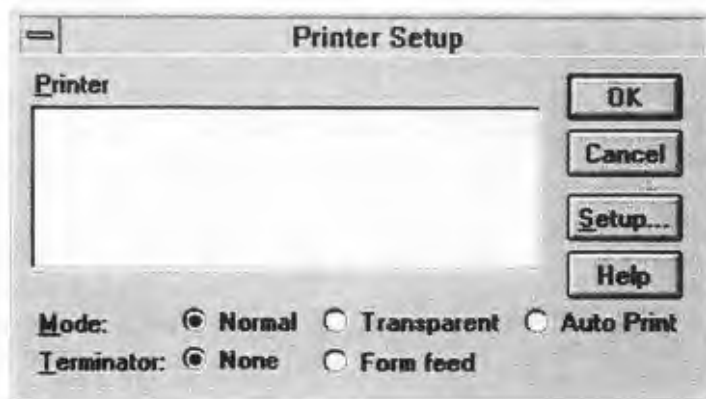 Printer Setup
Printer
OK
Cancel
Setup...
Help
Mode: Normal Transparent Auto Print
Terminator: None Form feed